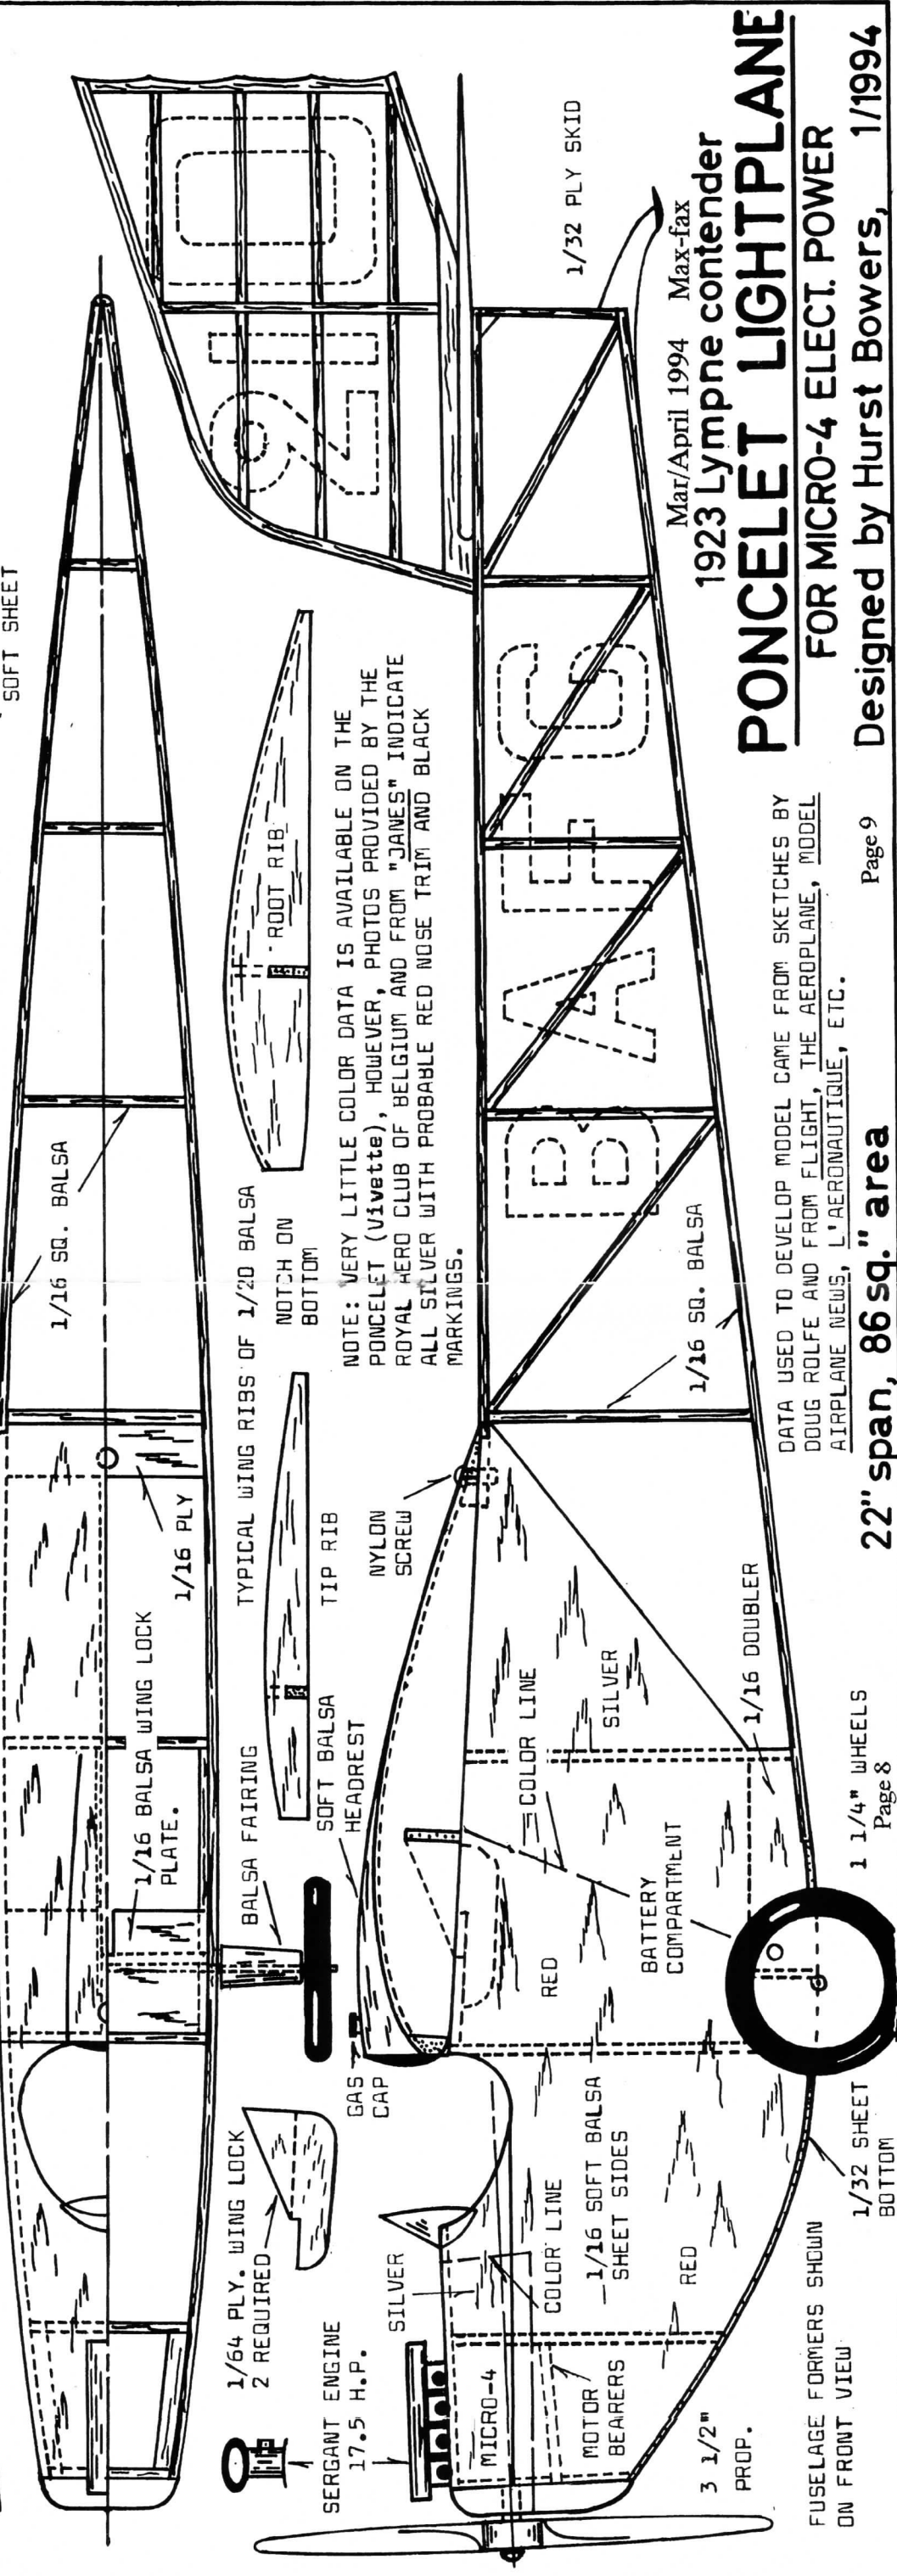 SOFT SHEET
1/16 SQ. BALSA
1/16 PLY
1/16 BALSA WING LOCK
PLATE.
BALSA FAIRING
1/64 PLY. WING LOCK
2 REQUIRED
TYPICAL WING RIBS OF 1/20 BALSA
TIP RIB
NOTCH ON
BOTTOM
ROOT RIB
SERGANT ENGINE
17.5 H.P.
GAS
CAP
SOFT BALSA
HEADREST
NYLON
SCREW
NOTE: VERY LITTLE COLOR DATA IS AVAILABLE ON THE
PONCELET (Vivette), HOWEVER, PHOTOS PROVIDED BY THE
ROYAL AERO CLUB OF BELGIUM AND FROM "JANES" INDICATE
ALL SILVER WITH PROBABLE RED NOSE TRIM AND BLACK
MARKINGS.
21
O
SILVER
MICRO-4
COLOR LINE
MOTOR
BEARERS
1/16 SOFT BALSA
SHEET SIDES
RED
RED
COLOR LINE
SILVER
BATTERY
COMPARTMENT
1/16 DOUBLER
1/16 SQ. BALSA
B A F G
1/32 PLY SKID
3 1/2"
PROP.
FUSELAGE FORMERS SHOWN
ON FRONT VIEW
1/32 SHEET
BOTTOM
1 1/4" WHEELS
Page 8
DATA USED TO DEVELOP MODEL CAME FROM SKETCHES BY
DOUG ROLFE AND FROM FLIGHT, THE AEROPLANE, MODEL
AIRPLANE NEWS, L'AERONAUTIQUE, ETC.
22" span, 86 sq." area
Page 9
Mar/April 1994 Max-fax
1923 Lympne contender
PONCELET LIGHTPLANE
FOR MICRO-4 ELECT. POWER
Designed by Hurst Bowers, 1/1994